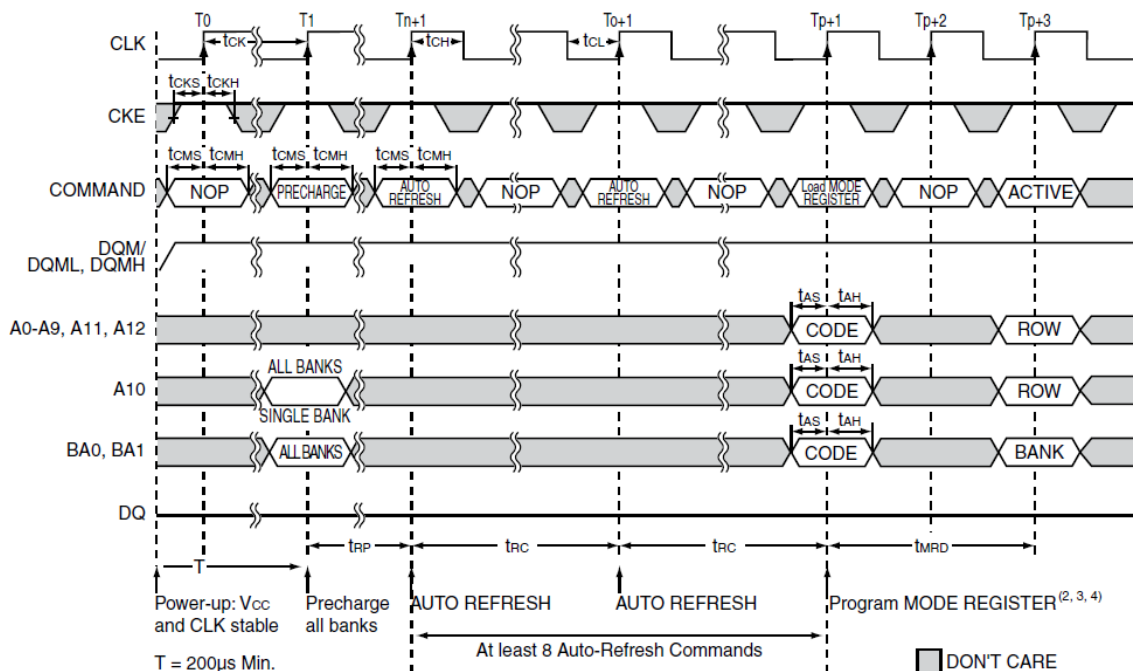 T0 T1 Tn+1 To+1 Tp+1 Tp+2 Tp+3
CLK tCK tCH tCL
tCKS tCKH
CKE
tCMS tCMH tCMS tCMH tCMS tCMH
COMMAND NOP PRECHARGE AUTO REFRESH NOP AUTO REFRESH NOP Load MODE REGISTER NOP ACTIVE
DQM/
DQML, DQMH
tAS tAH
A0-A9, A11, A12 CODE ROW
ALL BANKS tAS tAH
A10 CODE ROW
SINGLE BANK tAS tAH
BA0, BA1 ALL BANKS CODE BANK
DQ
tRP tRC tRC tMRD
T
Power-up: VCC Precharge AUTO REFRESH AUTO REFRESH Program MODE REGISTER(2, 3, 4)
and CLK stable all banks
At least 8 Auto-Refresh Commands
T = 200µs Min. DON'T CARE